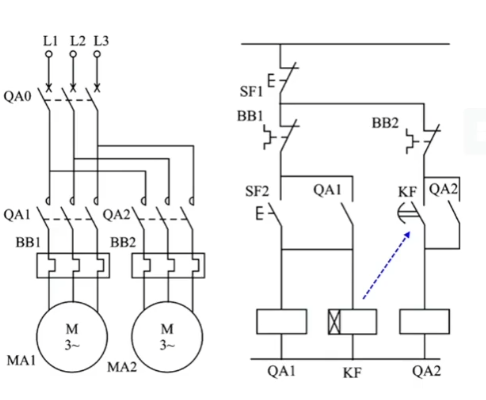 L1 L2 L3
QA0
SF1
BB1
BB2
SF2
QA1
KF
QA2
QA1
QA2
BB1
BB2
M
3~
M
3~
MA1
MA2
QA1
KF
QA2